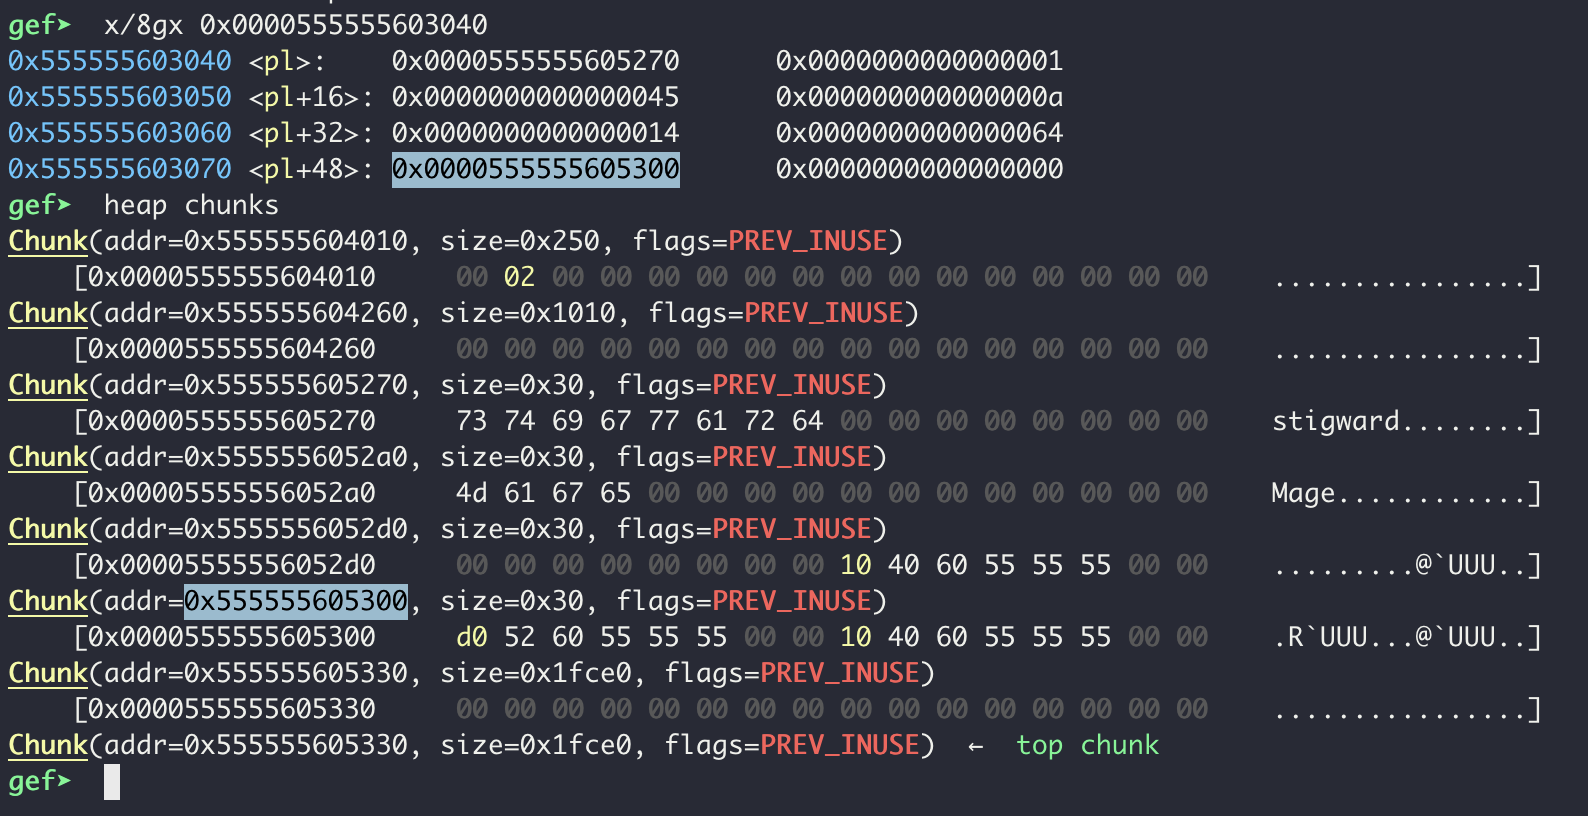 gef➤  x/8gx 0x0000555555603040
0x555555603040 <pl>:    0x0000555555605270      0x0000000000000001
0x555555603050 <pl+16>: 0x0000000000000045      0x000000000000000a
0x555555603060 <pl+32>: 0x0000000000000014      0x0000000000000064
0x555555603070 <pl+48>: 0x0000555555605300      0x0000000000000000
gef➤  heap chunks
Chunk(addr=0x555555604010, size=0x250, flags=PREV_INUSE)
    [0x0000555555604010     00 02 00 00 00 00 00 00 00 00 00 00 00 00 00 00    ................]
Chunk(addr=0x555555604260, size=0x1010, flags=PREV_INUSE)
    [0x0000555555604260     00 00 00 00 00 00 00 00 00 00 00 00 00 00 00 00    ................]
Chunk(addr=0x555555605270, size=0x30, flags=PREV_INUSE)
    [0x0000555555605270     73 74 69 67 77 61 72 64 00 00 00 00 00 00 00 00    stigward........]
Chunk(addr=0x5555556052a0, size=0x30, flags=PREV_INUSE)
    [0x00005555556052a0     4d 61 67 65 00 00 00 00 00 00 00 00 00 00 00 00    Mage............]
Chunk(addr=0x5555556052d0, size=0x30, flags=PREV_INUSE)
    [0x00005555556052d0     00 00 00 00 00 00 00 00 10 40 60 55 55 55 00 00    .........@`UUU..]
Chunk(addr=0x555555605300, size=0x30, flags=PREV_INUSE)
    [0x0000555555605300     d0 52 60 55 55 55 00 00 10 40 60 55 55 55 00 00    .R`UUU...@`UUU..]
Chunk(addr=0x555555605330, size=0x1fce0, flags=PREV_INUSE)
    [0x0000555555605330     00 00 00 00 00 00 00 00 00 00 00 00 00 00 00 00    ................]
Chunk(addr=0x555555605330, size=0x1fce0, flags=PREV_INUSE)  ←  top chunk
gef➤